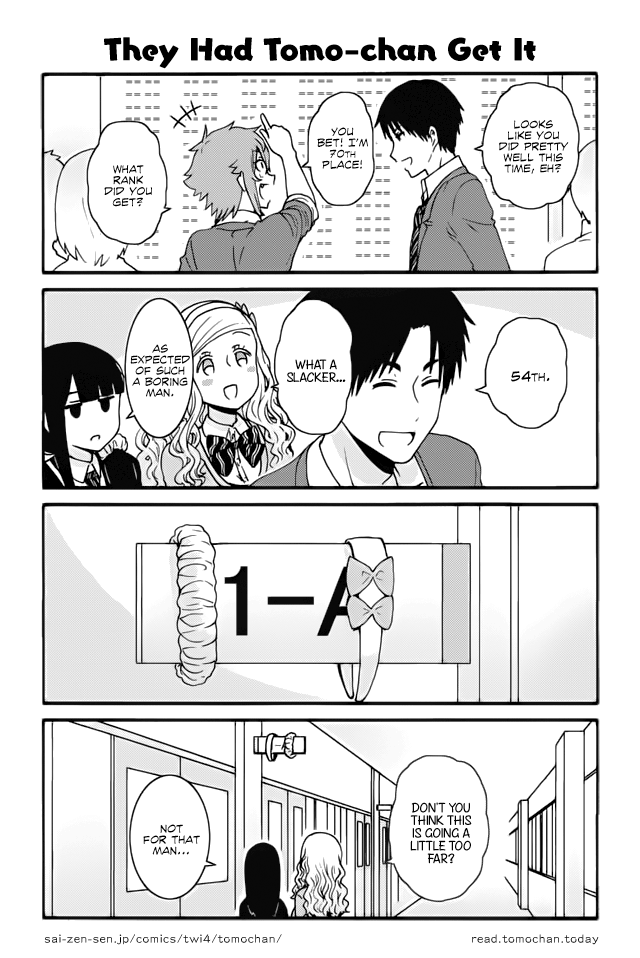 They Had Tomo-chan Get It
LOOKS
LIKE YOU
DID PRETTY
WELL THIS
TIME, EH?
YOU
BET! I'M
70TH
PLACE!
WHAT
RANK
DID YOU
GET?
54TH.
WHAT A
SLACKER...
AS
EXPECTED
OF SUCH
A BORING
MAN.
1-A
DON'T YOU
THINK THIS
IS GOING A
LITTLE TOO
FAR?
NOT
FOR THAT
MAN...
sai-zen-sen.jp/comics/twi4/tomochan/
read.tomochan.today